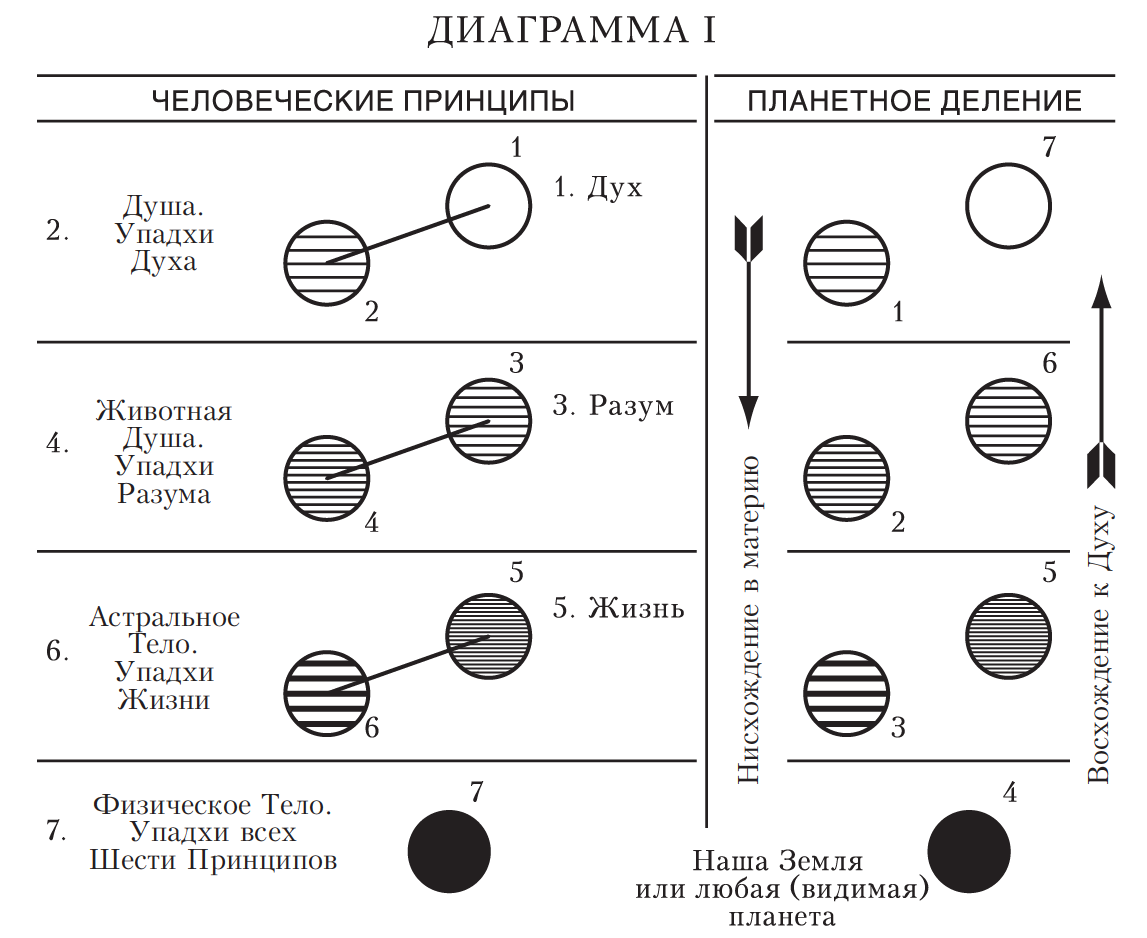 ДИАГРАММА I
ЧЕЛОВЕЧЕСКИЕ ПРИНЦИПЫ
ПЛАНЕТНОЕ ДЕЛЕНИЕ
1
1. Дух
2.
Душа.
Упадхи
Духа
2
7
1
3
3. Разум
4.
Животная
Душа.
Упадхи
Разума
4
6
2
5
5. Жизнь
6.
Астральное
Тело.
Упадхи
Жизни
6
5
3
Нисхождение в материю
Восхождение к Духу
7
7.
Физическое Тело.
Упадхи всех
Шести Принципов
4
Наша Земля
или любая (видимая)
планета